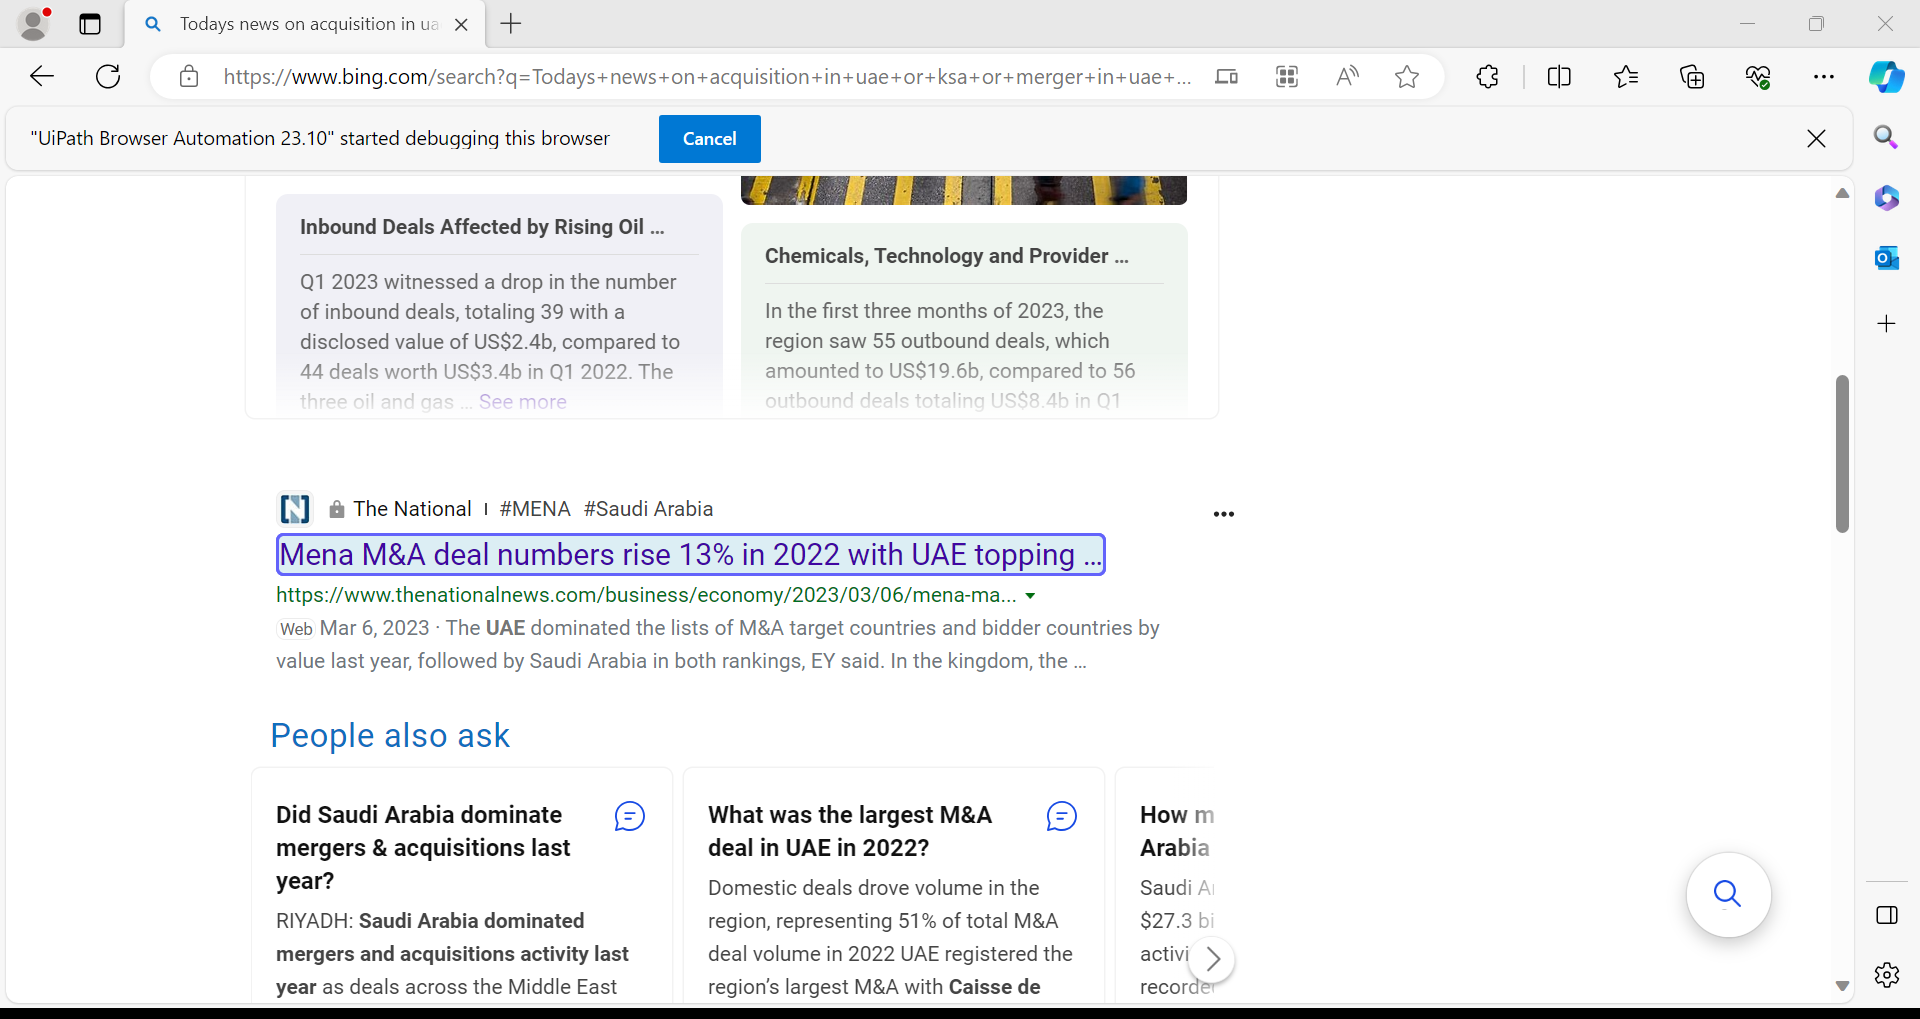 Todays news on acquisition in ua
https://www.bing.com/search?q=Todays+news+on+acquisition+in+uae+or+ksa+or+merger+in+uae+...
"UiPath Browser Automation 23.10" started debugging this browser
Cancel
Inbound Deals Affected by Rising Oil ...
Q1 2023 witnessed a drop in the number
of inbound deals, totaling 39 with a
disclosed value of US$2.4b, compared to
44 deals worth US$3.4b in Q1 2022. The
three oil and gas ... See more
Chemicals, Technology and Provider ...
In the first three months of 2023, the
region saw 55 outbound deals, which
amounted to US$19.6b, compared to 56
outbound deals totaling US$8.4b in Q1
The National | #MENA #Saudi Arabia
Mena M&A deal numbers rise 13% in 2022 with UAE topping ...
https://www.thenationalnews.com/business/economy/2023/03/06/mena-ma...
Web Mar 6, 2023 · The UAE dominated the lists of M&A target countries and bidder countries by
value last year, followed by Saudi Arabia in both rankings, EY said. In the kingdom, the ...
People also ask
Did Saudi Arabia dominate
mergers & acquisitions last
year?
RIYADH: Saudi Arabia dominated
mergers and acquisitions activity last
year as deals across the Middle East
What was the largest M&A
deal in UAE in 2022?
Domestic deals drove volume in the
region, representing 51% of total M&A
deal volume in 2022 UAE registered the
region's largest M&A with Caisse de
How m
Arabia
Saudi A
$27.3 bi
activi
recorde